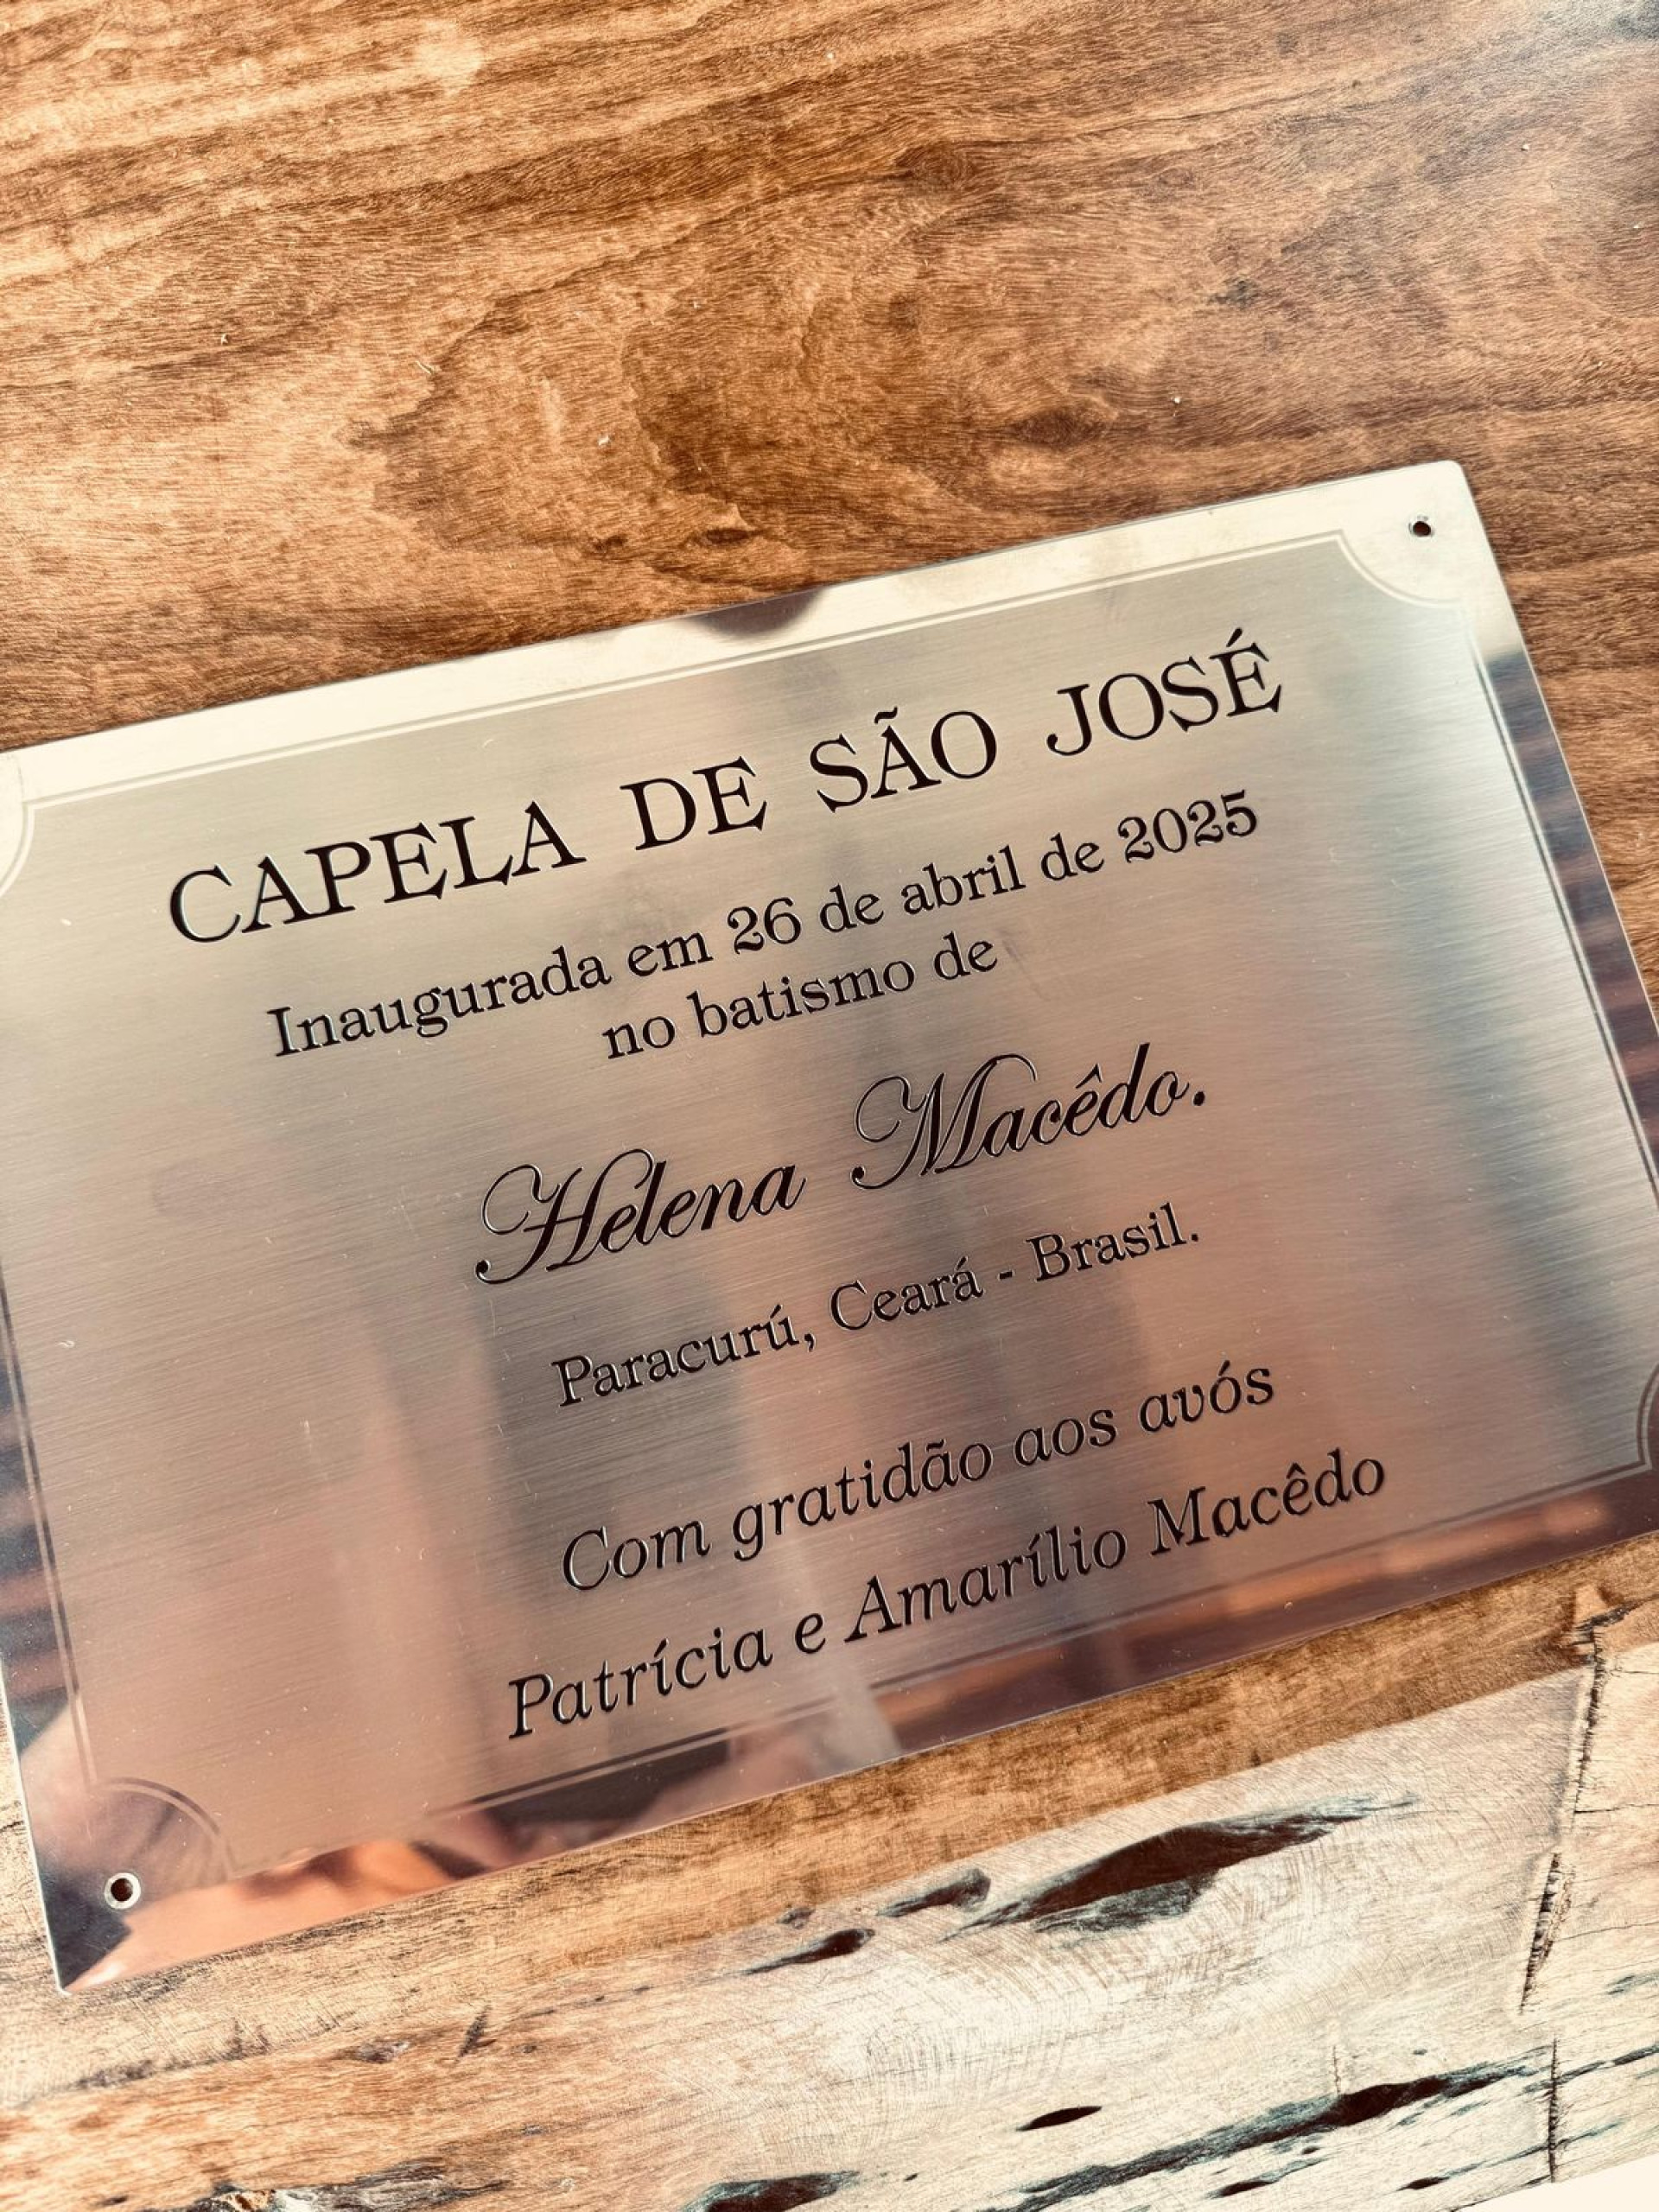 CAPELA DE SÃO JOSÉ
Inaugurada em 26 de abril de 2025
no batismo de
Helena Macêdo.
Paracurú, Ceará - Brasil.
Com gratidão aos avós
Patrícia e Amarílio Macêdo